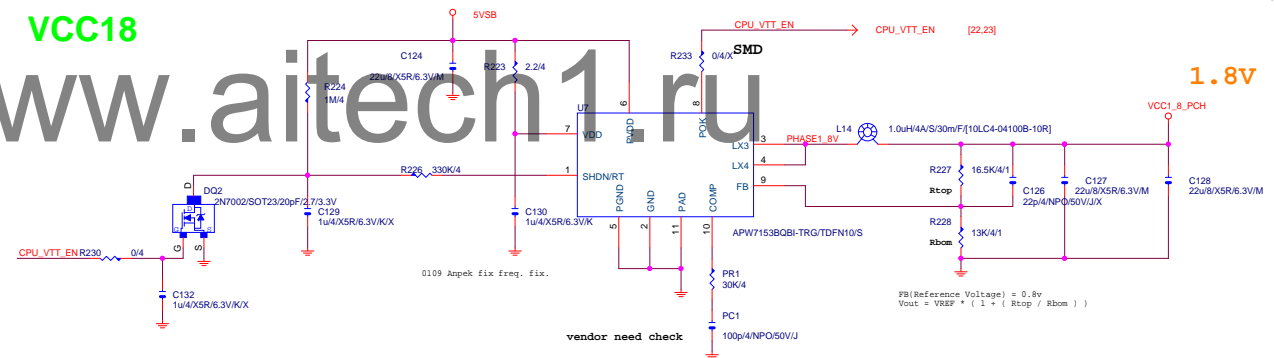 VCC18
5VSB
CPU_VTT_EN
CPU_VTT_EN
[22,23]
C124
22u/8/X5R/6.3V/M
R223
2.2/4
R233
0/4/X
SMD
1.8V
R224
1M/4
ww.aitech1.ru
U7
6
8
PVDD
POK
VCC1_8_PCH
7
VDD
LX3
3
PHASE1_8V
L14
1.0uH/4A/S/30m/F/[10LC4-04100B-10R]
LX4
4
R226
330K/4
1
SHDN/RT
FB
9
R227
16.5K/4/1
Rtop
C126
22p/4/NPO/50V/J/X
C127
22u/8/X5R/6.3V/M
C128
22u/8/X5R/6.3V/M
D
DQ2
2N7002/SOT23/20pF/2.7/3.3V
D
G
S
G
S
C129
1u/4/X5R/6.3V/K/X
C130
1u/4/X5R/6.3V/K
PGND
GND
PAD
COMP
5
2
11
10
APW7153BQBI-TRG/TDFN10/S
R228
13K/4/1
Rbom
CPU_VTT_EN
R230
0/4
0109 Anpek fix freq. fix.
PR1
30K/4
C132
1u/4/X5R/6.3V/K/X
FB(Reference Voltage) = 0.8v
Vout = VREF * ( 1 + ( Rtop / Rbom ) )
PC1
100p/4/NPO/50V/J
vendor need check